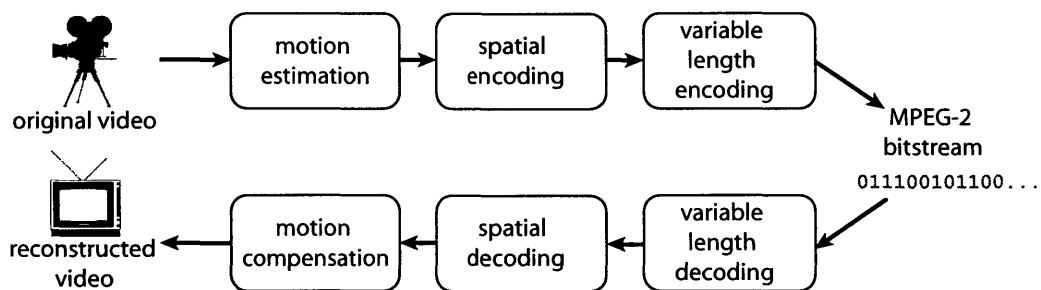 original video
motion
estimation
spatial
encoding
variable
length
encoding
MPEG-2
bitstream
011100101100...
variable
length
decoding
spatial
decoding
motion
compensation
reconstructed
video